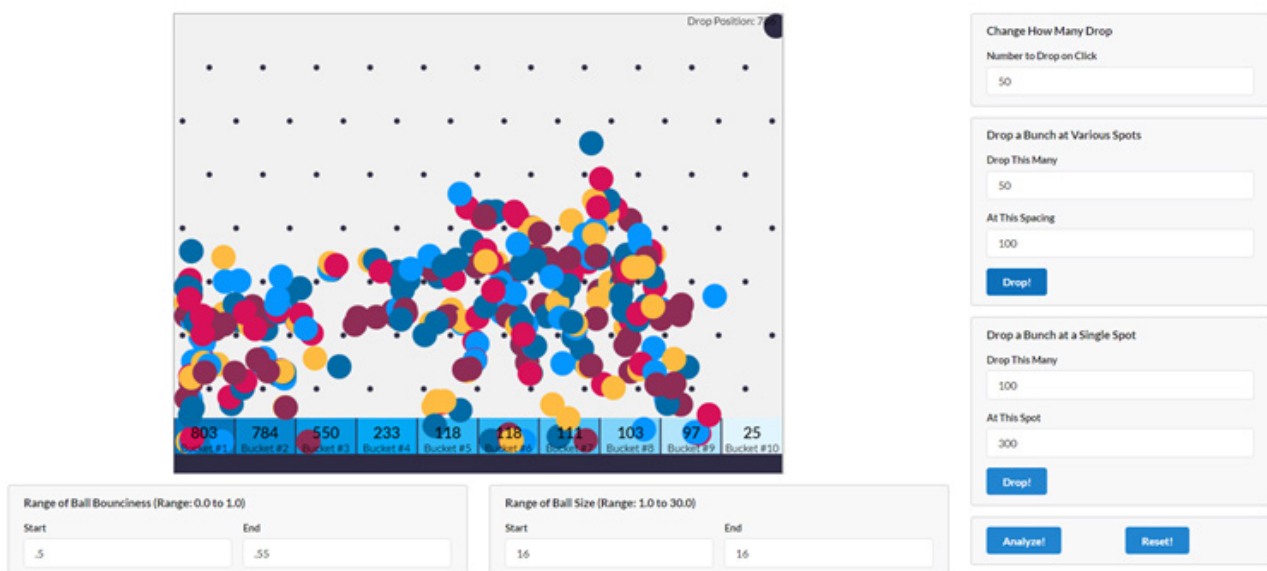 Drop Position: 7
803 784 550 233 118 118 111 103 97 25
Bucket #1 Bucket #2 Bucket #3 Bucket #4 Bucket #5 Bucket #6 Bucket #7 Bucket #8 Bucket #9 Bucket #10
Range of Ball Bounciness (Range: 0.0 to 1.0)
Start End
.5 .55
Range of Ball Size (Range: 1.0 to 30.0)
Start End
16 16
Change How Many Drop
Number to Drop on Click
50
Drop a Bunch at Various Spots
Drop This Many
50
At This Spacing
100
Drop!
Drop a Bunch at a Single Spot
Drop This Many
100
At This Spot
300
Drop!
Analyze! Reset!